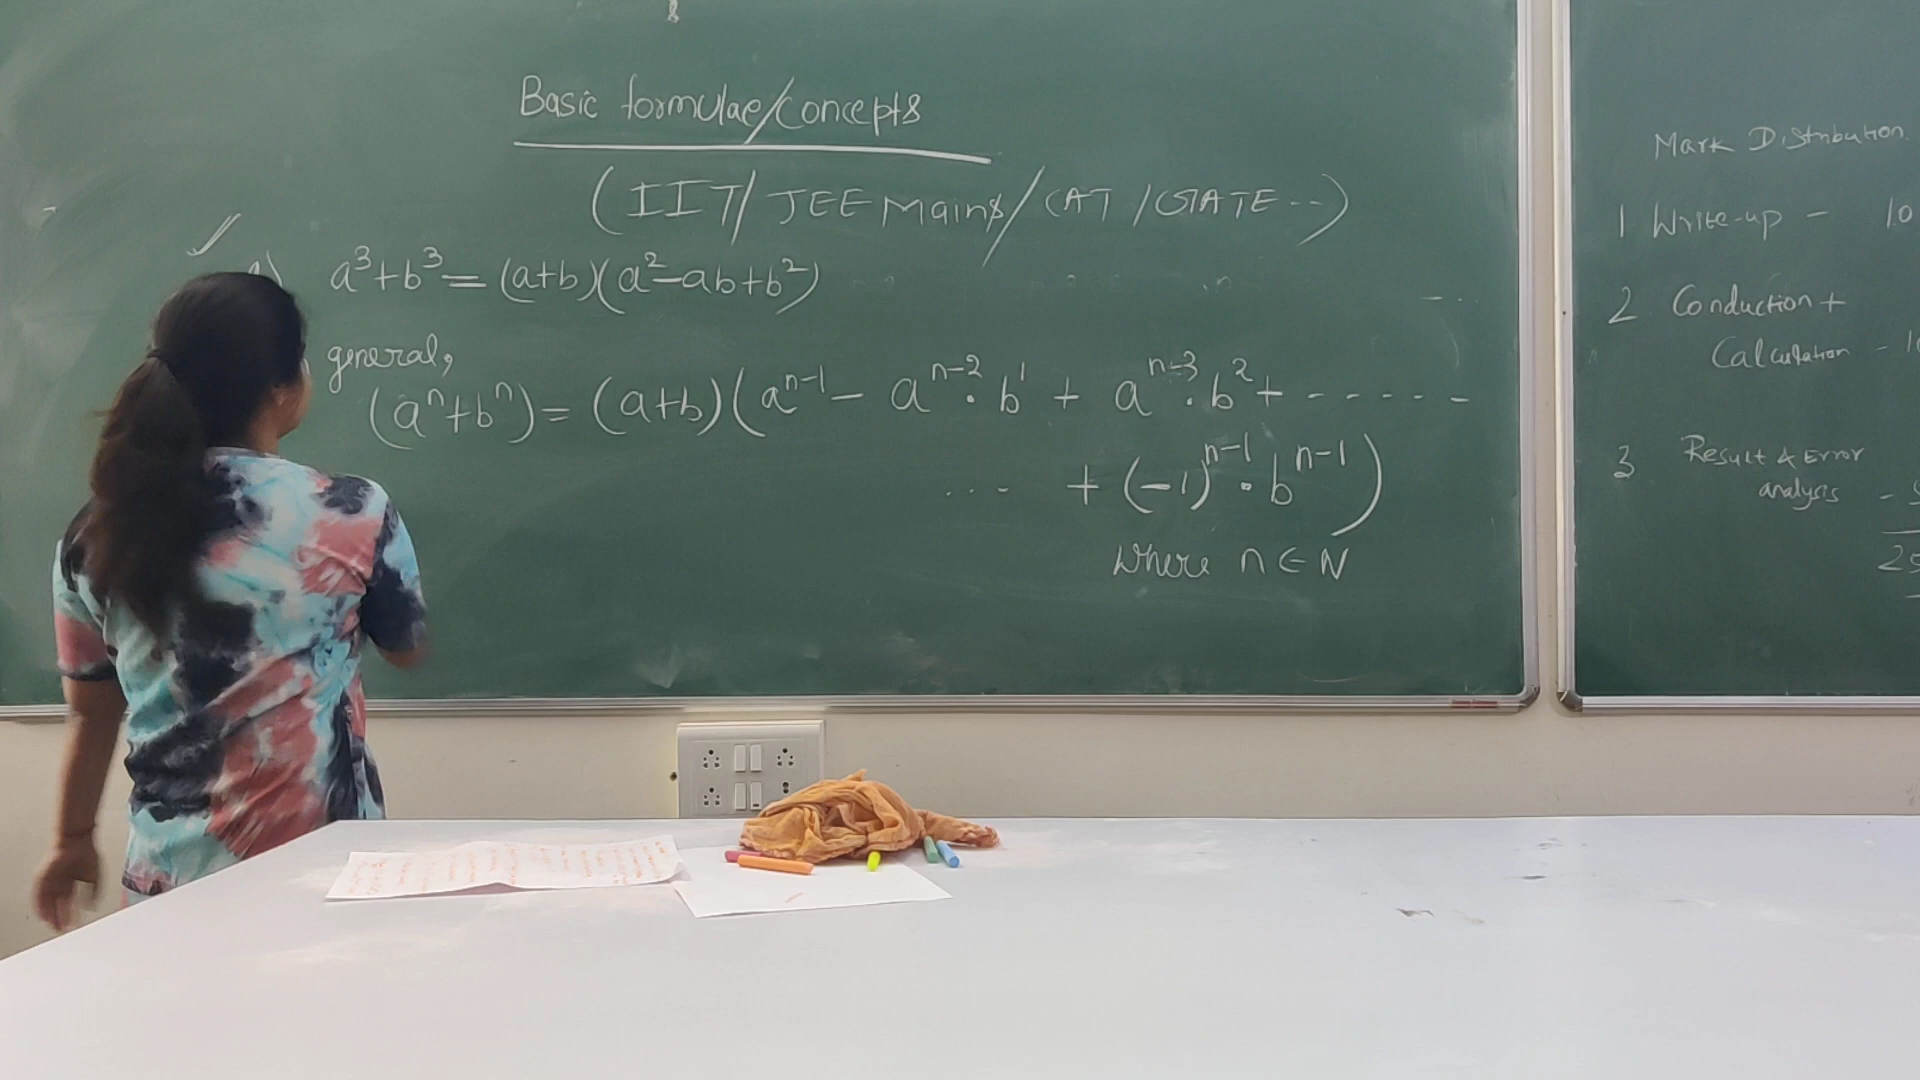 Basic formulae/concepts
(IIT/JEE Mains/CAT/GATE--)
a³+b³=(a+b)(a²-ab+b²)
general,
(aⁿ+bⁿ)=(a+b)(aⁿ⁻¹- aⁿ⁻²·b¹ + aⁿ⁻³·b²+ ------
... + (-1)ⁿ⁻¹·bⁿ⁻¹)
where n∈N
Mark Distribution
1 Write-up - 10
2 Conduction +
Calculation -
3 Result & Error
analysis -
25